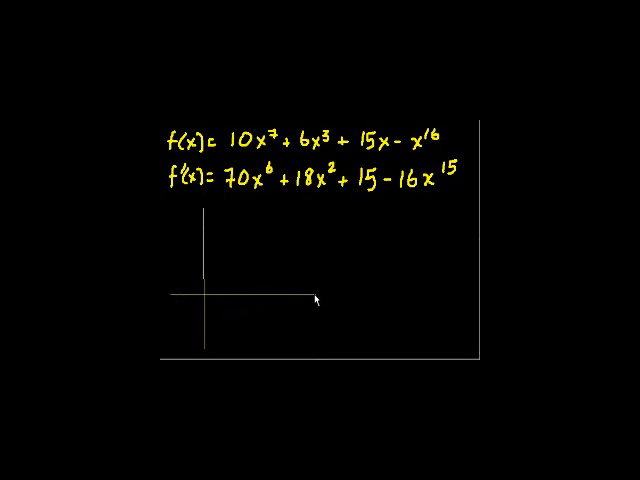 f(x)= 10x⁷ + 6x³ + 15x - x¹⁶
f'(x)= 70x⁶ + 18x² + 15 - 16x¹⁵